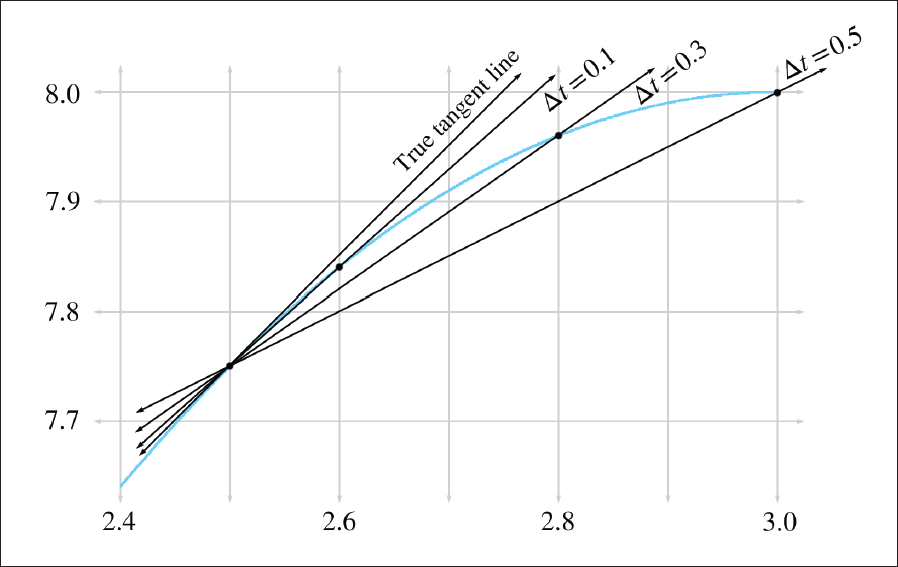 True tangent line
Δt=0.1
Δt=0.3
Δt=0.5
8.0
7.9
7.8
7.7
2.4 2.6 2.8 3.0